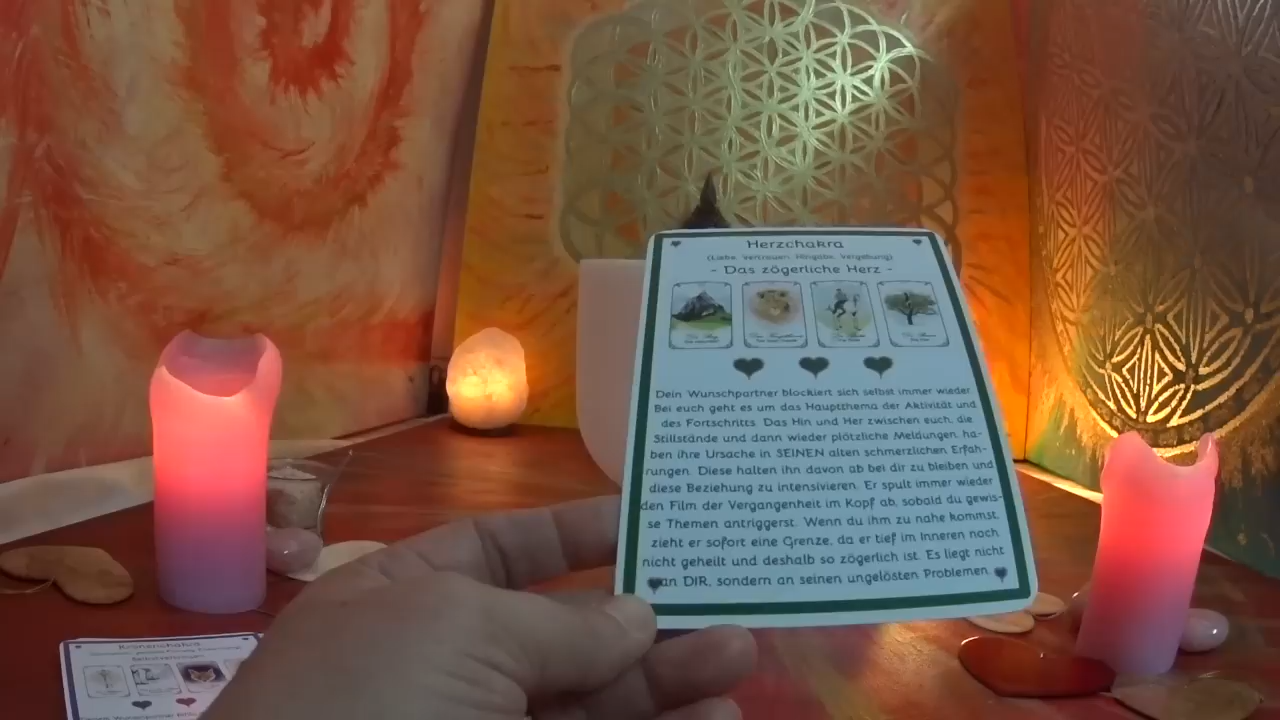 Herzchakra
(Liebe, Vertrauen, Hingabe, Vergebung)
- Das zögerliche Herz -
Dein Wunschpartner blockiert sich selbst immer wieder
Bei euch geht es um das Hauptthema der Aktivität und
des Fortschritts. Das Hin und Her zwischen euch, die
Stillstände und dann wieder plötzliche Meldungen, ha-
ben ihre Ursache in SEINEN alten schmerzlichen Erfah-
rungen. Diese halten ihn davon ab bei dir zu bleiben und
diese Beziehung zu intensivieren. Er spult immer wieder
den Film der Vergangenheit im Kopf ab, sobald du gewis-
se Themen antriggerst. Wenn du ihm zu nahe kommst,
zieht er sofort eine Grenze, da er tief im Inneren noch
nicht geheilt und deshalb so zögerlich ist. Es liegt nicht
an DIR, sondern an seinen ungelösten Problemen.
Kronenchakra